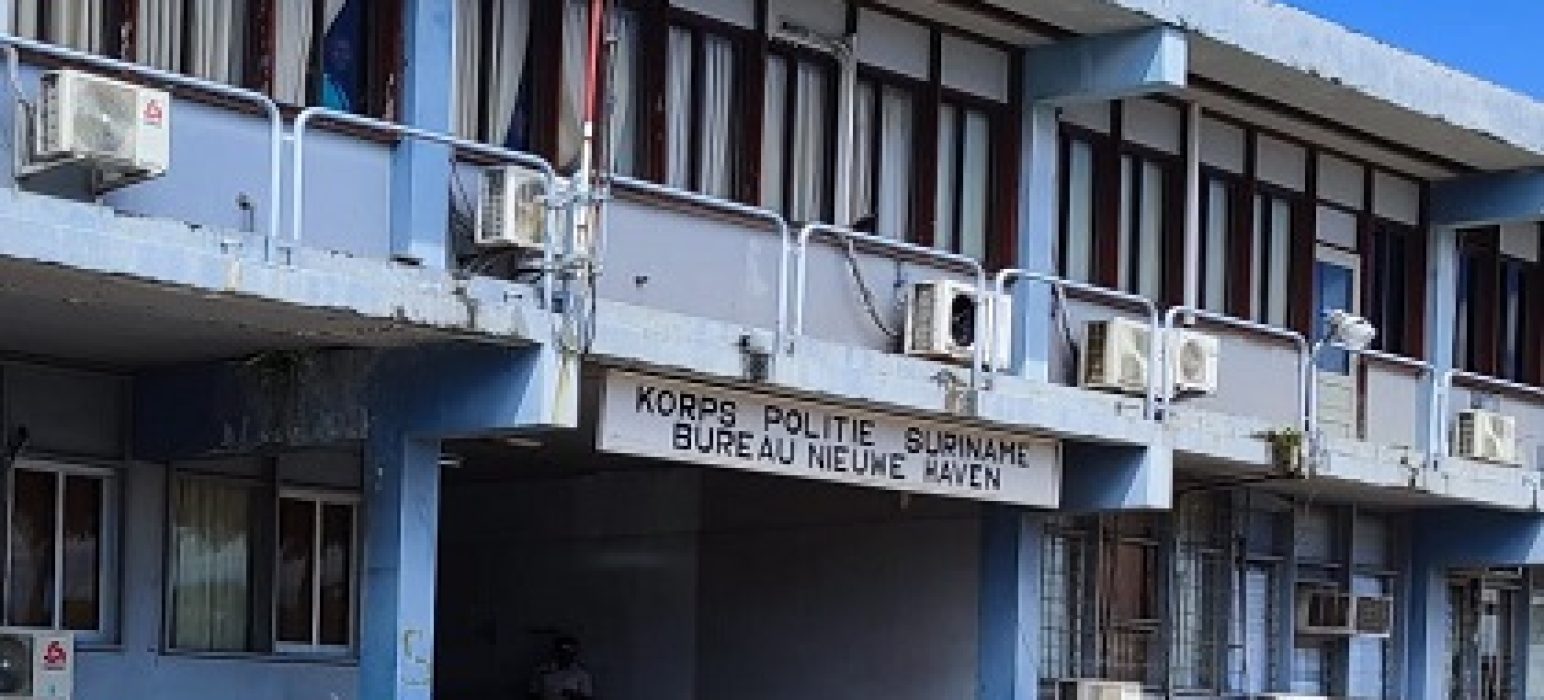 KORPS POLITIE SURINAME
BUREAU NIEUWE HAVEN